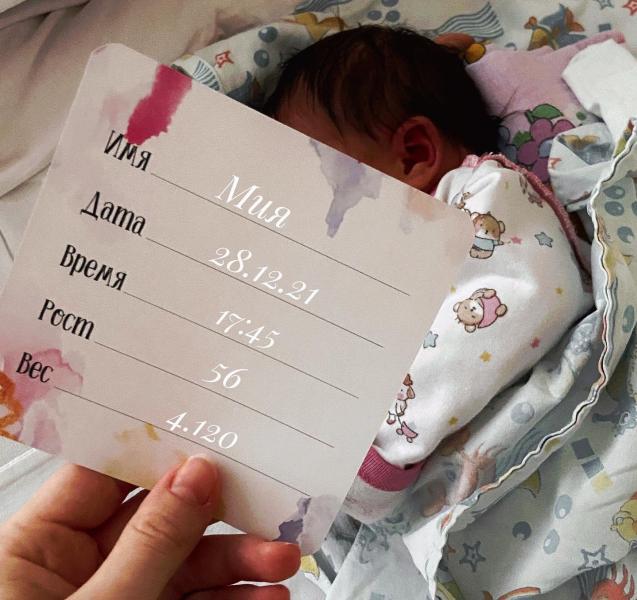 Имя Мия
Дата 28.12.21
Время 17:45
Рост 56
Вес 4.120